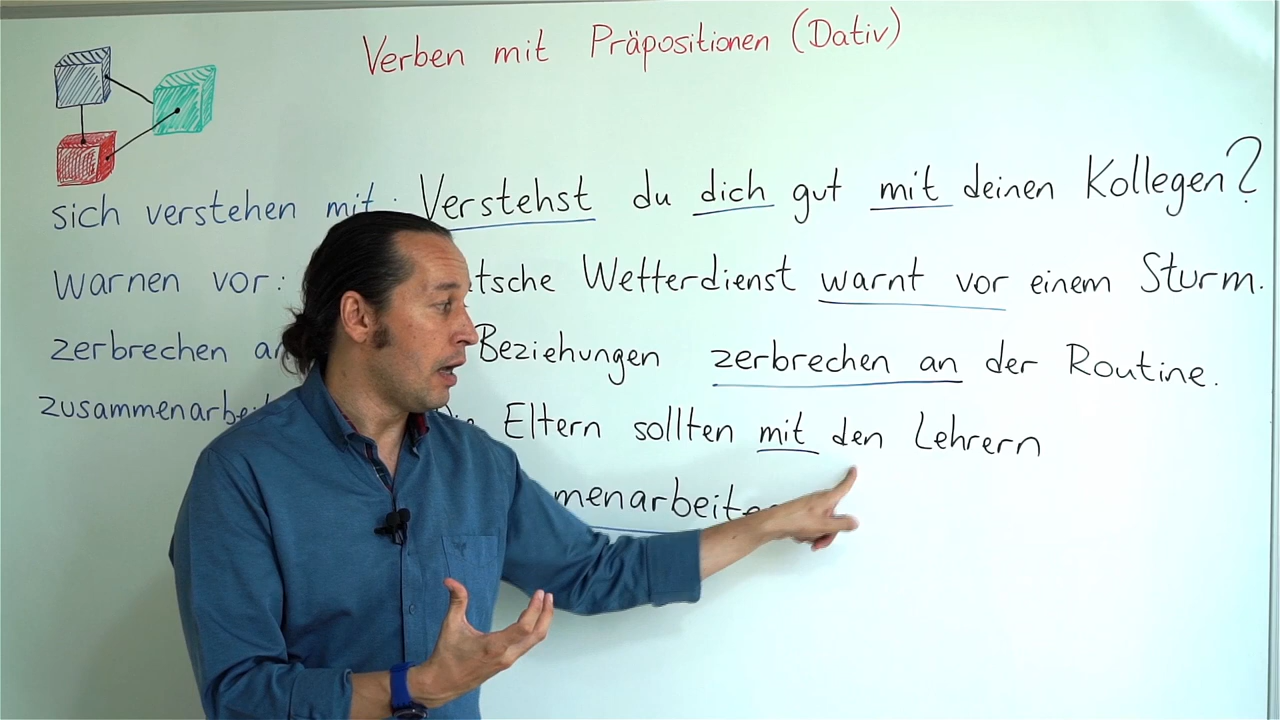 Verben mit Präpositionen (Dativ)
sich verstehen mit: Verstehst du dich gut mit deinen Kollegen?
Warnen vor: tsche Wetterdienst warnt vor einem Sturm.
zerbrechen an Beziehungen zerbrechen an der Routine.
zusammenarbeit Eltern sollten mit den Lehrern
menarbeite